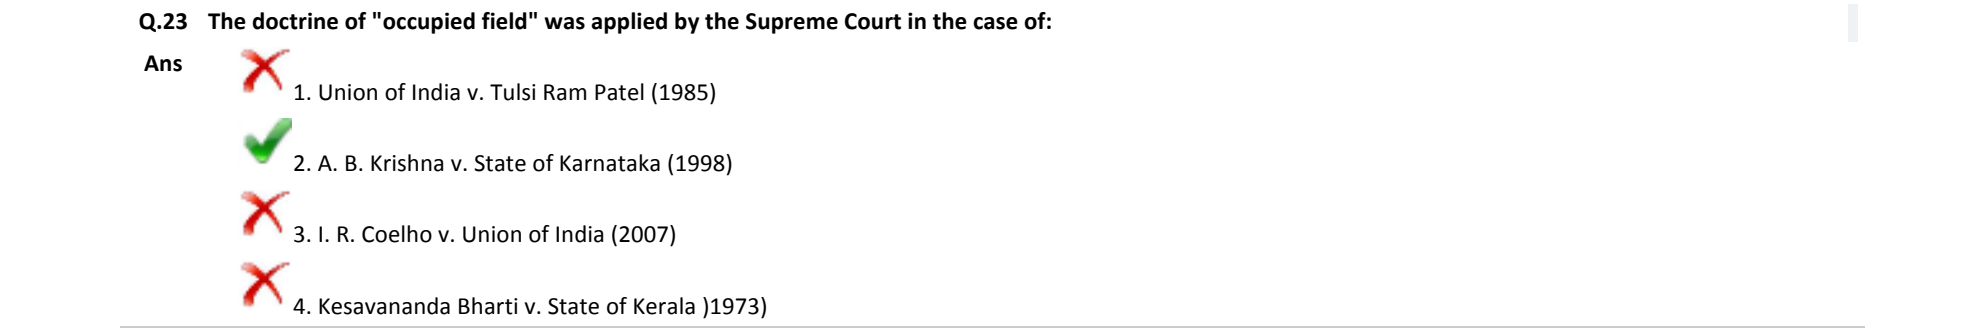 Q.23 The doctrine of "occupied field" was applied by the Supreme Court in the case of:
Ans
1. Union of India v. Tulsi Ram Patel (1985)
2. A. B. Krishna v. State of Karnataka (1998)
3. I. R. Coelho v. Union of India (2007)
4. Kesavananda Bharti v. State of Kerala )1973)